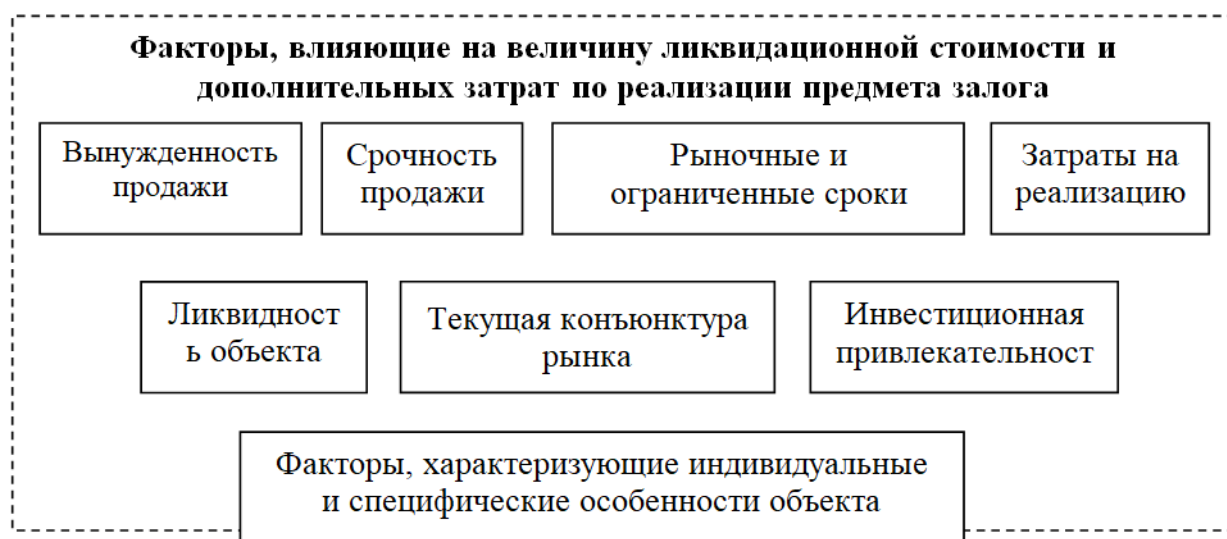 Факторы, влияющие на величину ликвидационной стоимости и
дополнительных затрат по реализации предмета залога
Вынужденность
продажи
Срочность
продажи
Рыночные и
ограниченные сроки
Затраты на
реализацию
Ликвидност
ь объекта
Текущая конъюнктура
рынка
Инвестиционная
привлекательност
Факторы, характеризующие индивидуальные
и специфические особенности объекта